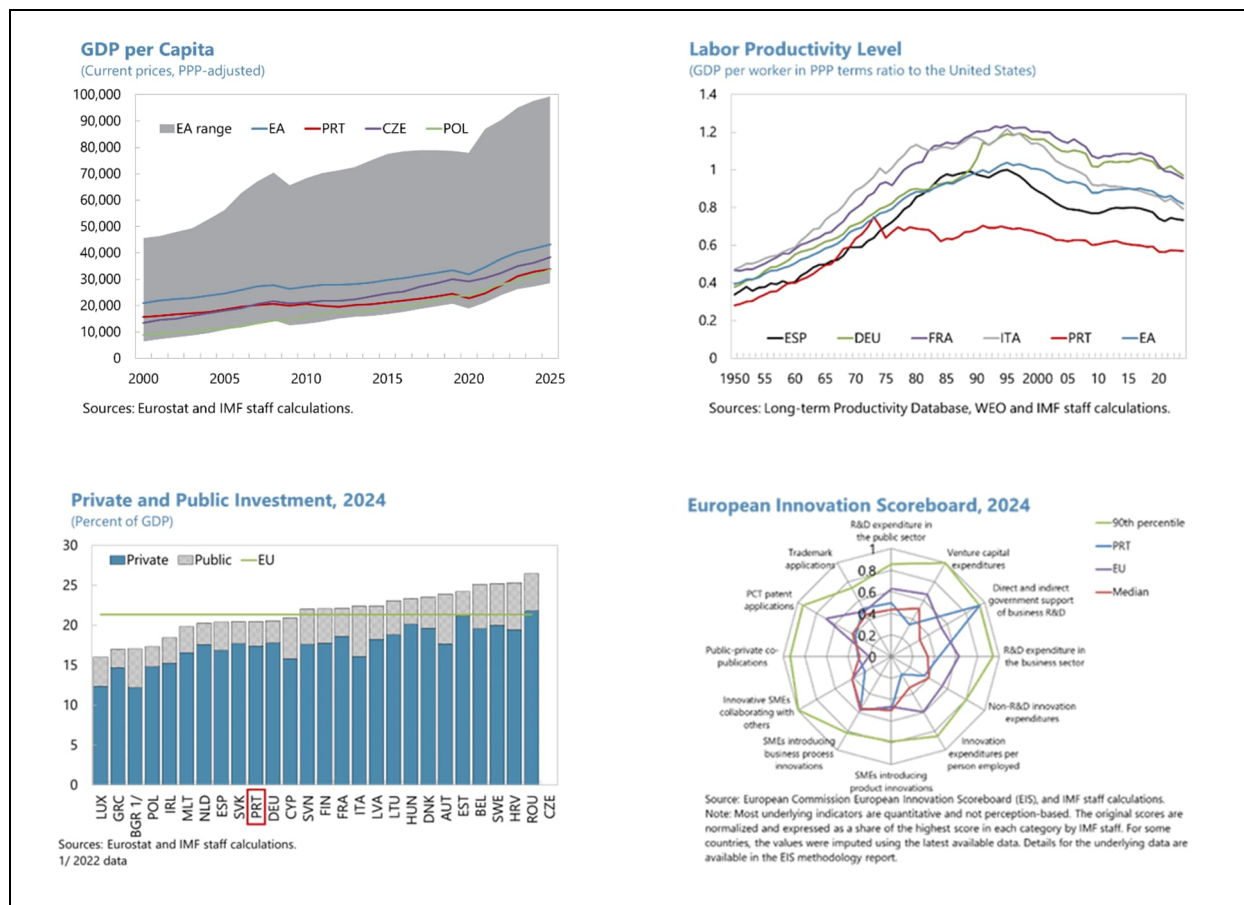 GDP per Capita
(Current prices, PPP-adjusted)
100,000
90,000
80,000
70,000
60,000
50,000
40,000
30,000
20,000
10,000
0
EA range EA PRT CZE POL
2000 2005 2010 2015 2020 2025
Sources: Eurostat and IMF staff calculations.
Labor Productivity Level
(GDP per worker in PPP terms ratio to the United States)
1.4
1.2
1
0.8
0.6
0.4
0.2
0
ESP DEU FRA ITA PRT EA
1950 55 60 65 70 75 80 85 90 95 2000 05 10 15 20
Sources: Long-term Productivity Database, WEO and IMF staff calculations.
Private and Public Investment, 2024
(Percent of GDP)
30
25
20
15
10
5
0
Private Public EU
LUX
GRC
BGR 1/
POL
IRL
MLT
NLD
ESP
SVK
PRT
DEU
CYP
SVN
FIN
FRA
ITA
LVA
LTU
HUN
DNK
AUT
EST
BEL
SWE
HRV
ROU
CZE
Sources: Eurostat and IMF staff calculations.
1/ 2022 data
European Innovation Scoreboard, 2024
90th percentile
PRT
EU
Median
R&D expenditure in
the public sector
Venture capital
expenditures
Direct and indirect
government support
of business R&D
R&D expenditure in
the business sector
Non-R&D innovation
expenditures
Innovation
expenditures per
person employed
SMEs introducing
product innovations
SMEs introducing
business process
innovations
Innovative SMEs
collaborating with
others
Public-private co-
publications
PCT patent
applications
Trademark
applications
1
0.8
0.6
0.4
0.2
0
Source: European Commission European Innovation Scoreboard (EIS), and IMF staff calculations.
Note: Most underlying indicators are quantitative and not perception-based. The original scores are
normalized and expressed as a share of the highest score in each category by IMF staff. For some
countries, the values were imputed using the latest available data. Details for the underlying data are
available in the EIS methodology report.